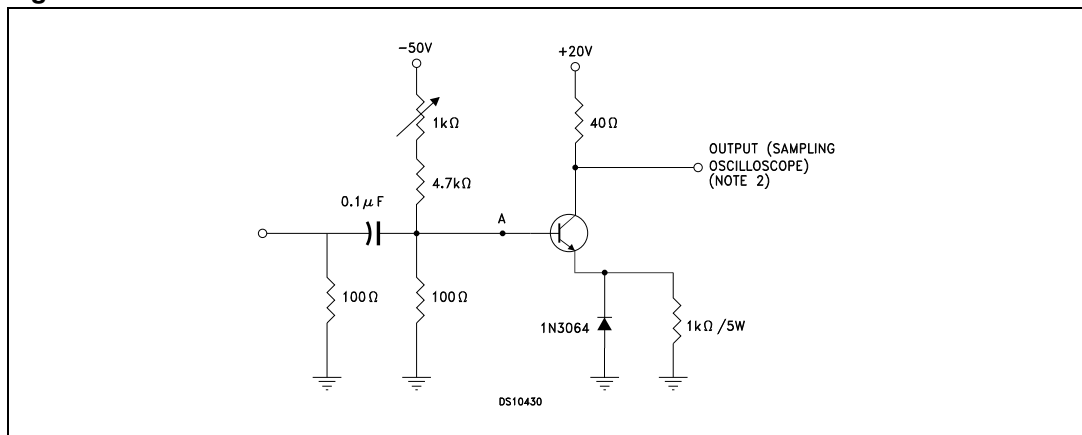 -50V
+20V
1kΩ
40Ω
OUTPUT (SAMPLING
OSCILLOSCOPE)
(NOTE 2)
4.7kΩ
0.1μF
A
100Ω
100Ω
1N3064
1kΩ/5W
DS10430